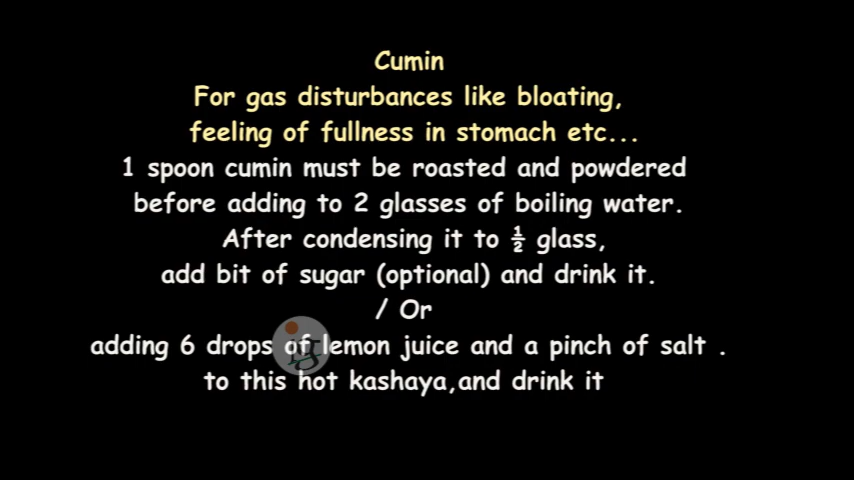 Cumin
For gas disturbances like bloating,
feeling of fullness in stomach etc...
1 spoon cumin must be roasted and powdered
before adding to 2 glasses of boiling water.
After condensing it to ½ glass,
add bit of sugar (optional) and drink it.
/ Or
adding 6 drops of lemon juice and a pinch of salt .
to this hot kashaya,and drink it